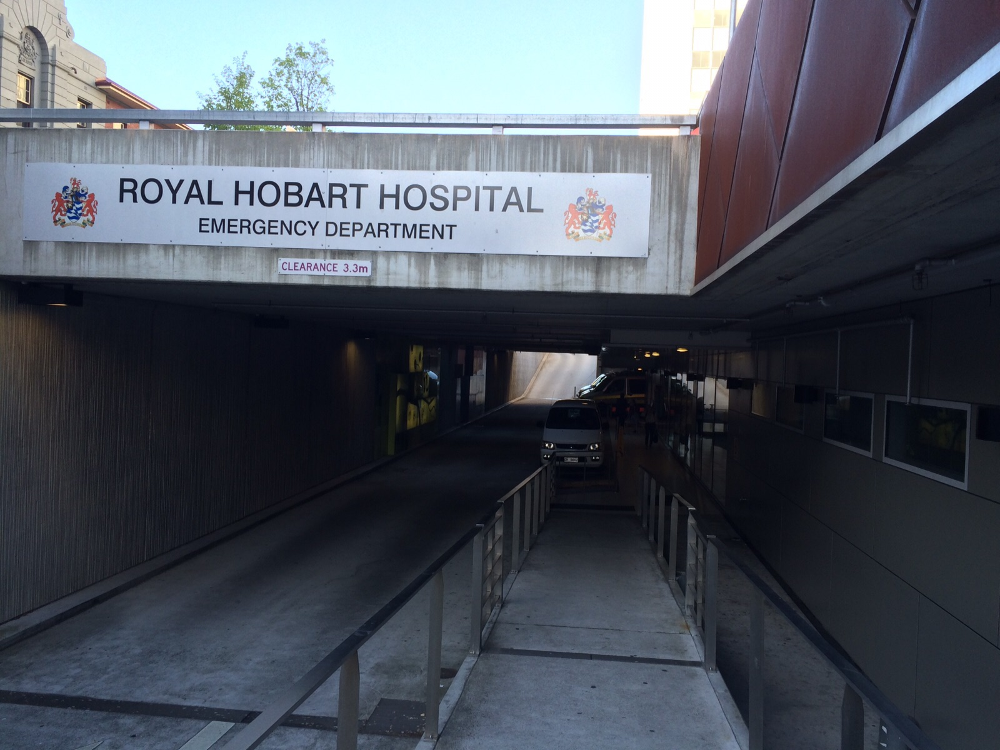 ROYAL HOBART HOSPITAL
EMERGENCY DEPARTMENT
CLEARANCE 3.3m